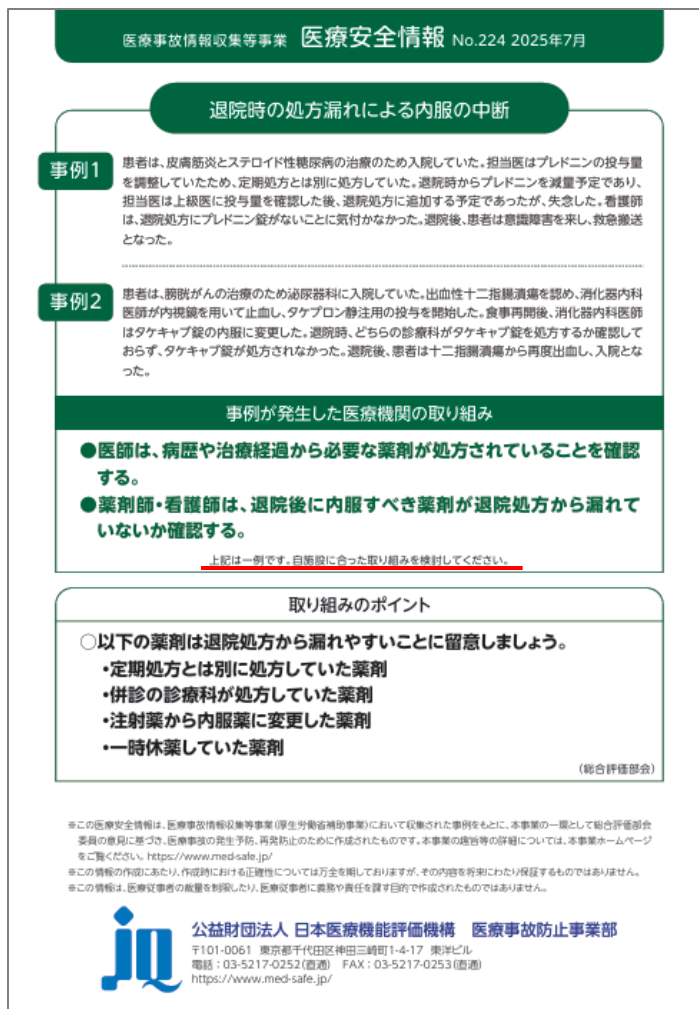 医療事故情報収集等事業 医療安全情報 No.224 2025年7月
退院時の処方漏れによる内服の中断
事例1
患者は、皮膚筋炎とステロイド性糖尿病の治療のため入院していた。担当医はプレドニンの投与量
を調整していたため、定期処方とは別に処方していた。退院時からプレドニンを減量予定であり、
担当医は上級医に投与量を確認した後、退院処方に追加する予定であったが、失念した。看護師
は、退院処方にプレドニン錠がないことに気付かなかった。退院後、患者は意識障害を来し、救急搬送
となった。
事例2
患者は、膀胱がんの治療のため泌尿器科に入院していた。出血性十二指腸潰瘍を認め、消化器内科
医師が内視鏡を用いて止血し、タケプロン静注用の投与を開始した。食事再開後、消化器内科医師
はタケキャブ錠の内服に変更した。退院時、どちらの診療科がタケキャブ錠を処方するか確認して
おらず、タケキャブ錠が処方されなかった。退院後、患者は十二指腸潰瘍から再度出血し、入院とな
った。
事例が発生した医療機関の取り組み
●医師は、病歴や治療経過から必要な薬剤が処方されていることを確認
する。
●薬剤師・看護師は、退院後に内服すべき薬剤が退院処方から漏れて
いないか確認する。
上記は一例です。自施設に合った取り組みを検討してください。
取り組みのポイント
○以下の薬剤は退院処方から漏れやすいことに留意しましょう。
・定期処方とは別に処方していた薬剤
・併診の診療科が処方していた薬剤
・注射薬から内服薬に変更した薬剤
・一時休薬していた薬剤
(総合評価部会)
※この医療安全情報は、医療事故情報収集等事業(厚生労働省補助事業)において収集された事例をもとに、本事業の一環として総合評価部会
委員の意見に基づき、医療事故の発生予防、再発防止のために作成されたものです。本事業の趣旨等の詳細については、本事業ホームページ
をご覧ください。https://www.med-safe.jp/
※この情報の作成にあたり、作成時における正確性については万全を期しておりますが、その内容を将来にわたり保証するものではありません。
※この情報は、医療従事者の裁量を制限したり、医療従事者に義務や責任を課す目的で作成されたものではありません。
jQ
公益財団法人 日本医療機能評価機構 医療事故防止事業部
〒101-0061 東京都千代田区神田三崎町1-4-17 東洋ビル
電話:03-5217-0252(直通) FAX:03-5217-0253(直通)
https://www.med-safe.jp/